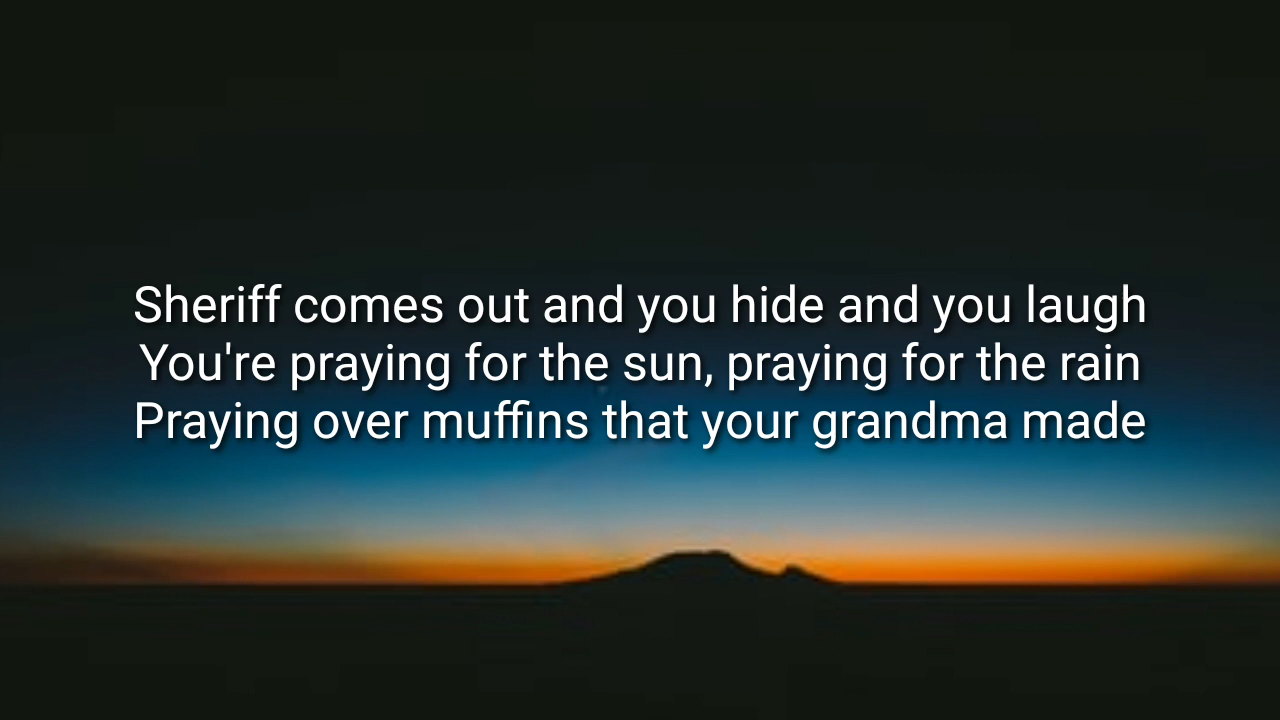 Sheriff comes out and you hide and you laugh
You're praying for the sun, praying for the rain
Praying over muffins that your grandma made